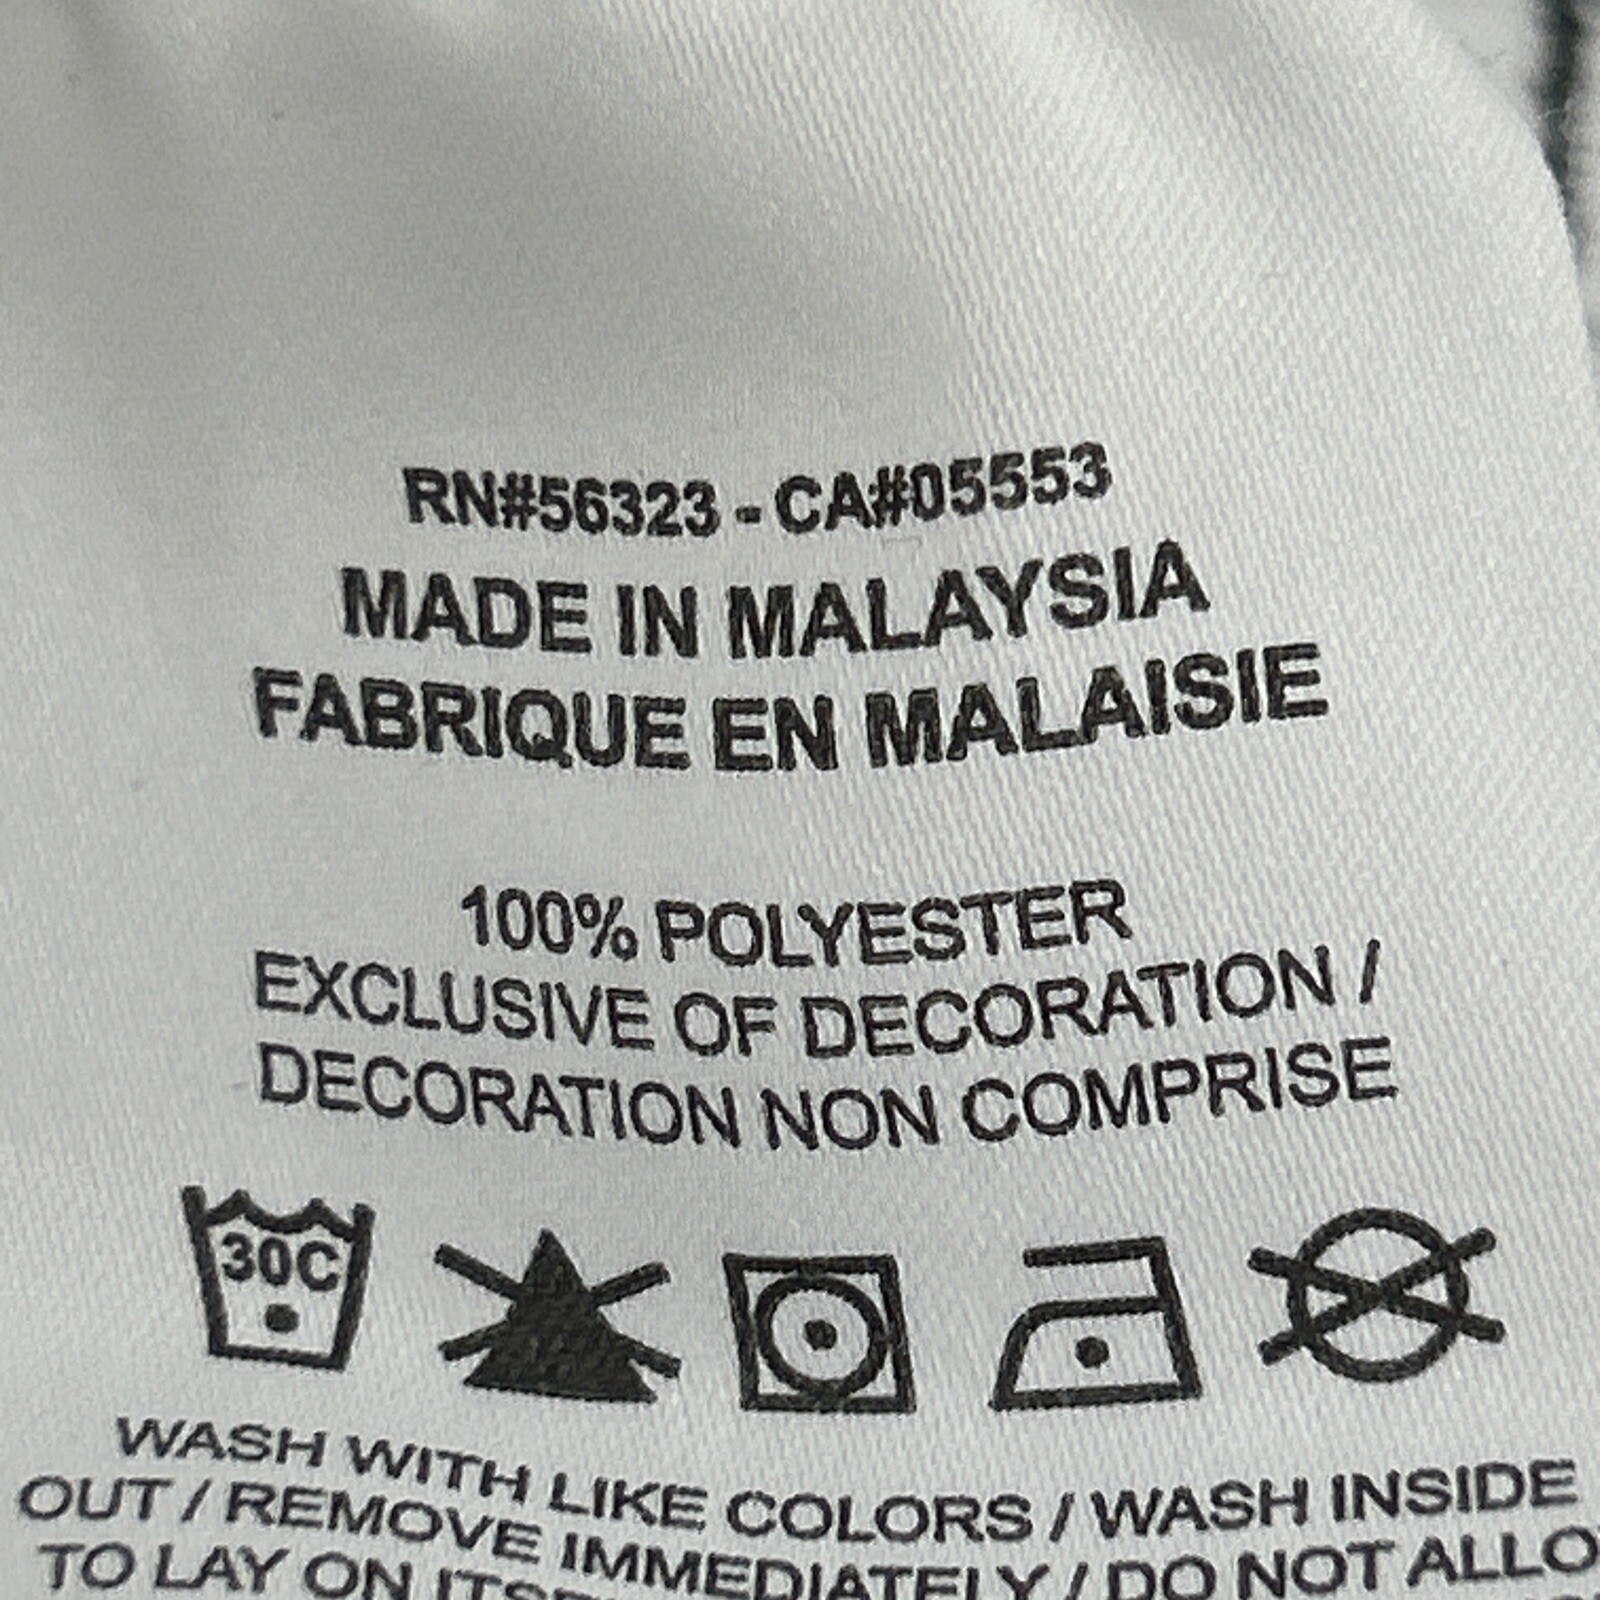 RN#56323 - CA#05553
MADE IN MALAYSIA
FABRIQUE EN MALAISIE
100% POLYESTER
EXCLUSIVE OF DECORATION /
DECORATION NON COMPRISE
30C
WASH WITH LIKE COLORS / WASH INSIDE
OUT / REMOVE IMMEDIATELY / DO NOT ALLO
TO LAY ON